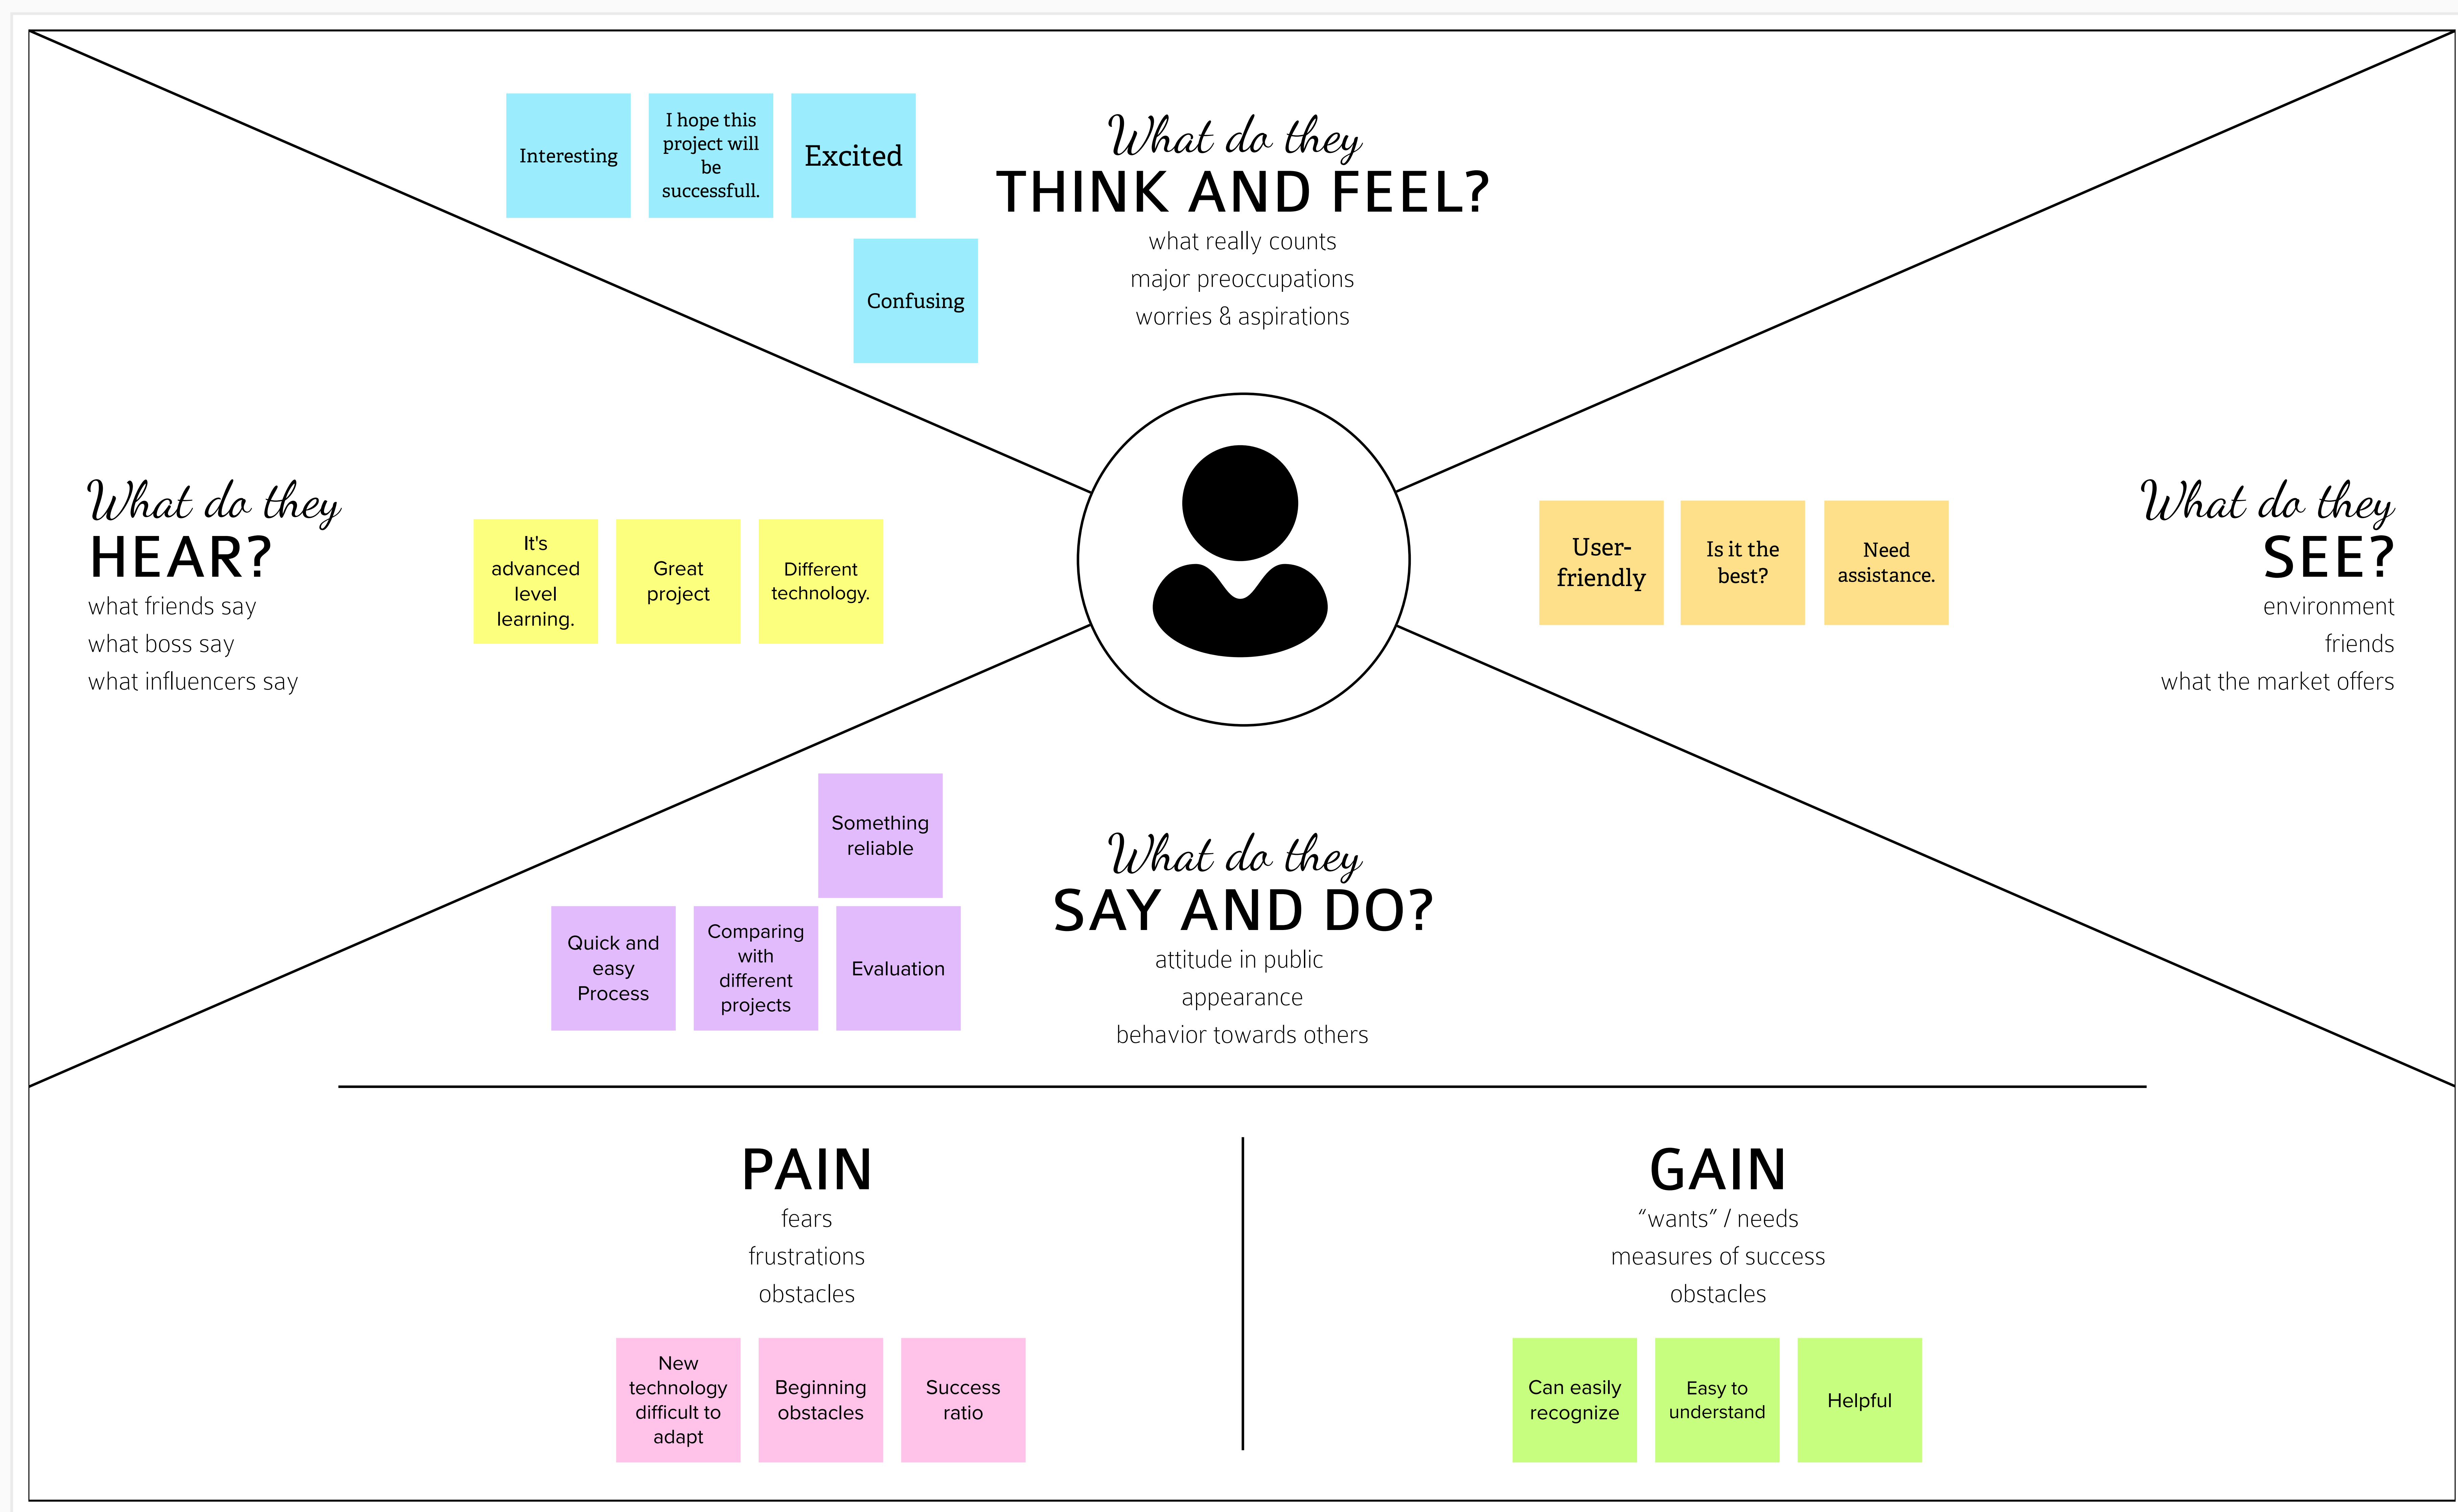 Interesting
I hope this
project will
be
successfull.
Excited
Confusing
What do they
THINK AND FEEL?
what really counts
major preoccupations
worries & aspirations
What do they
HEAR?
what friends say
what boss say
what influencers say
It's
advanced
level
learning.
Great
project
Different
technology.
User-
friendly
Is it the
best?
Need
assistance.
What do they
SEE?
environment
friends
what the market offers
Something
reliable
Quick and
easy
Process
Comparing
with
different
projects
Evaluation
What do they
SAY AND DO?
attitude in public
appearance
behavior towards others
PAIN
fears
frustrations
obstacles
New
technology
difficult to
adapt
Beginning
obstacles
Success
ratio
GAIN
“wants” / needs
measures of success
obstacles
Can easily
recognize
Easy to
understand
Helpful